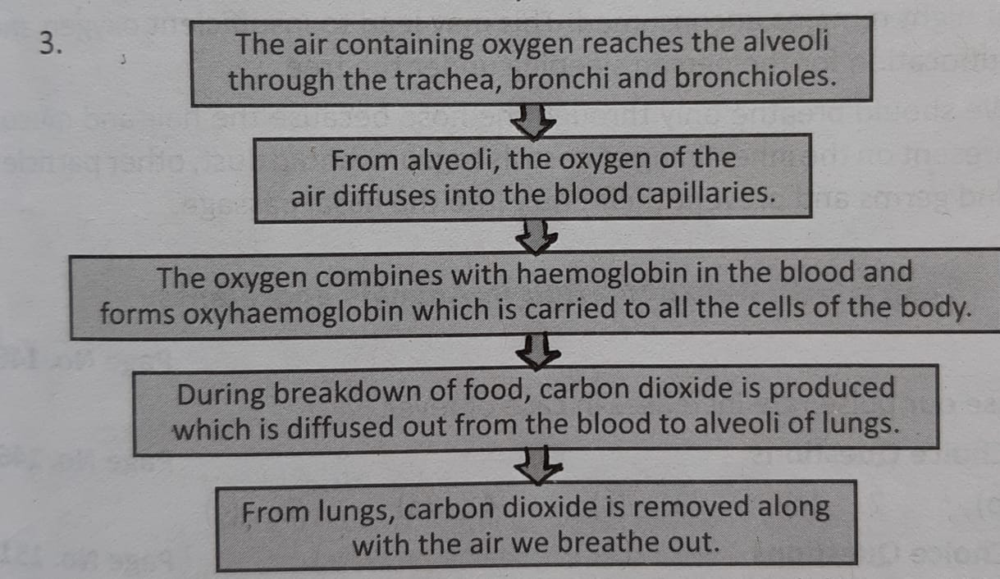 3.
The air containing oxygen reaches the alveoli
through the trachea, bronchi and bronchioles.
From alveoli, the oxygen of the
air diffuses into the blood capillaries.
The oxygen combines with haemoglobin in the blood and
forms oxyhaemoglobin which is carried to all the cells of the body.
During breakdown of food, carbon dioxide is produced
which is diffused out from the blood to alveoli of lungs.
From lungs, carbon dioxide is removed along
with the air we breathe out.